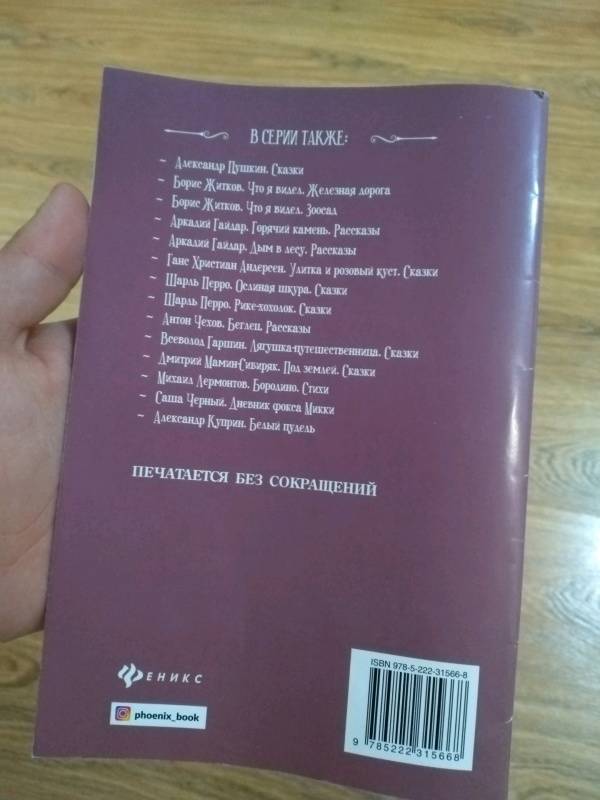 В СЕРИИ ТАКЖЕ:
~ Александр Пушкин. Сказки
~ Борис Житков. Что я видел. Железная дорога
~ Борис Житков. Что я видел. Зоосад
~ Аркадий Гайдар. Горячий камень. Рассказы
~ Аркадий Гайдар. Дым в лесу. Рассказы
~ Ганс Христиан Андерсен. Улитка и розовый куст. Сказки
~ Шарль Перро. Ослиная шкура. Сказки
~ Шарль Перро. Рике-хохолок. Сказки
~ Антон Чехов. Беглец. Рассказы
~ Всеволод Гаршин. Лягушка-путешественница. Сказки
~ Дмитрий Мамин-Сибиряк. Под землей. Сказки
~ Михаил Лермонтов. Бородино. Стихи
~ Саша Черный. Дневник фокса Микки
~ Александр Куприн. Белый пудель
ПЕЧАТАЕТСЯ БЕЗ СОКРАЩЕНИЙ
ФЕНИКС
phoenix_book
ISBN 978-5-222-31566-8
9 785222 315668